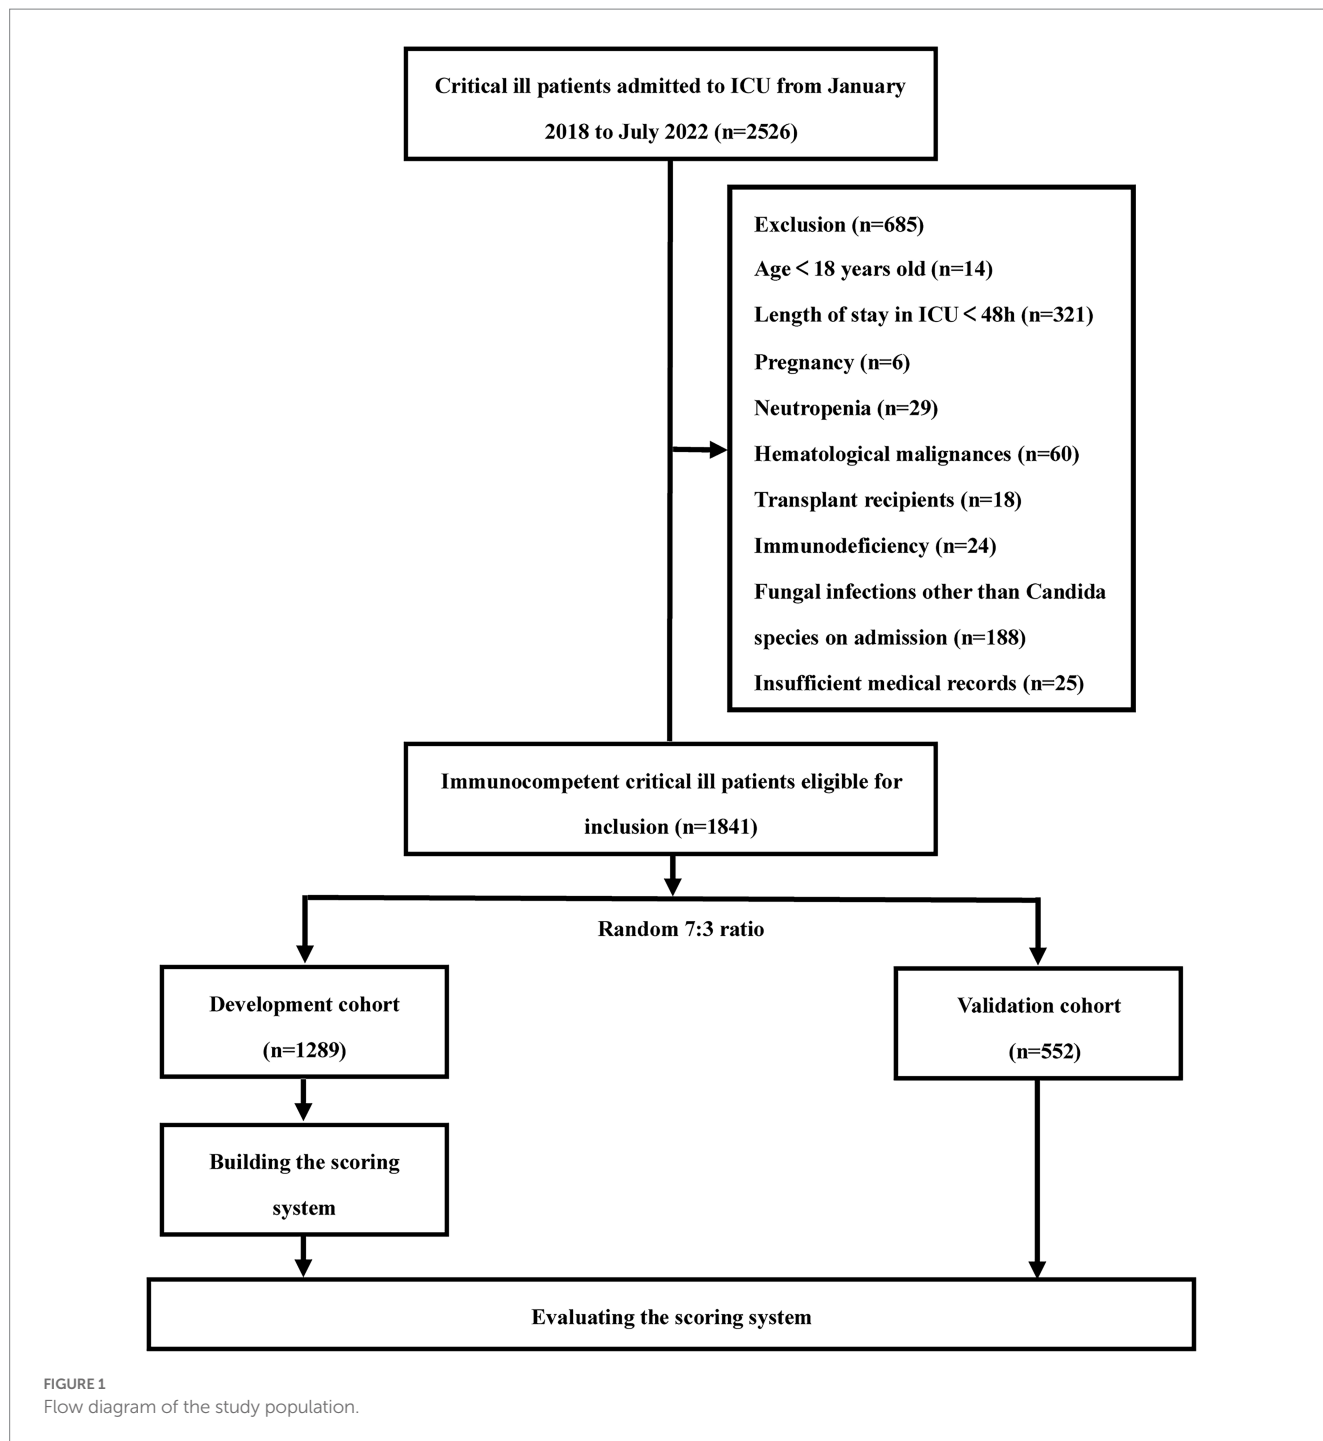 Critical ill patients admitted to ICU from January
2018 to July 2022 (n=2526)
Exclusion (n=685)
Age < 18 years old (n=14)
Length of stay in ICU < 48h (n=321)
Pregnancy (n=6)
Neutropenia (n=29)
Hematological malignances (n=60)
Transplant recipients (n=18)
Immunodeficiency (n=24)
Fungal infections other than Candida
species on admission (n=188)
Insufficient medical records (n=25)
Immunocompetent critical ill patients eligible for
inclusion (n=1841)
Random 7:3 ratio
Development cohort
(n=1289)
Validation cohort
(n=552)
Building the scoring
system
Evaluating the scoring system
FIGURE 1
Flow diagram of the study population.